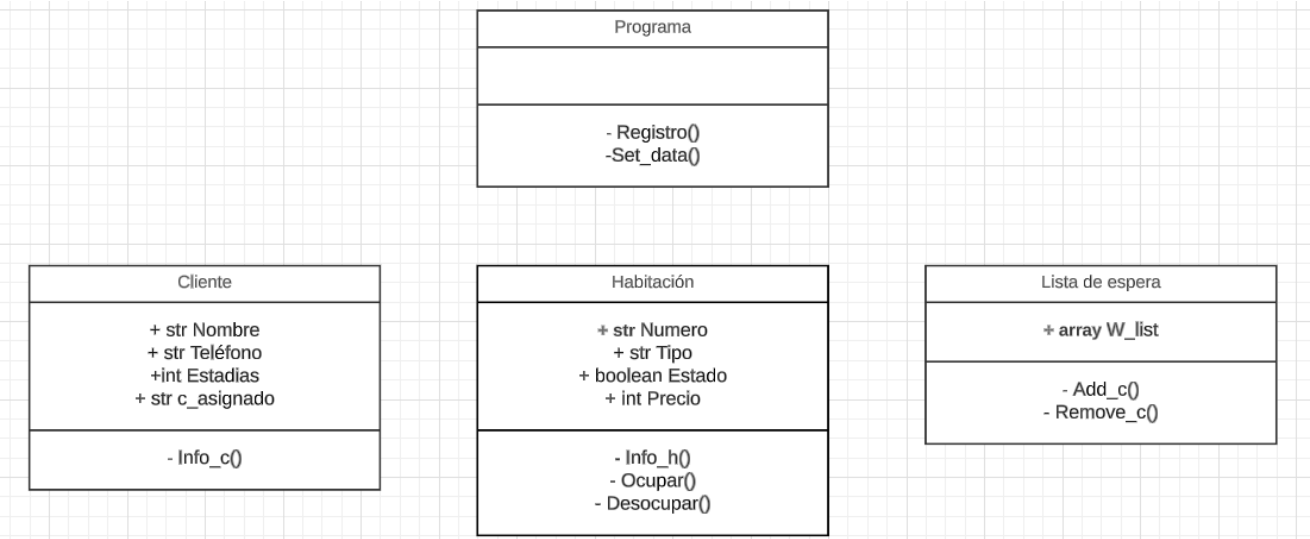 Programa
- Registro()
-Set_data()
Cliente
+ str Nombre
+ str Teléfono
+int Estadias
+ str c_asignado
- Info_c()
Habitación
+ str Numero
+ str Tipo
+ boolean Estado
+ int Precio
- Info_h()
- Ocupar()
- Desocupar()
Lista de espera
+ array W_list
- Add_c()
- Remove_c()